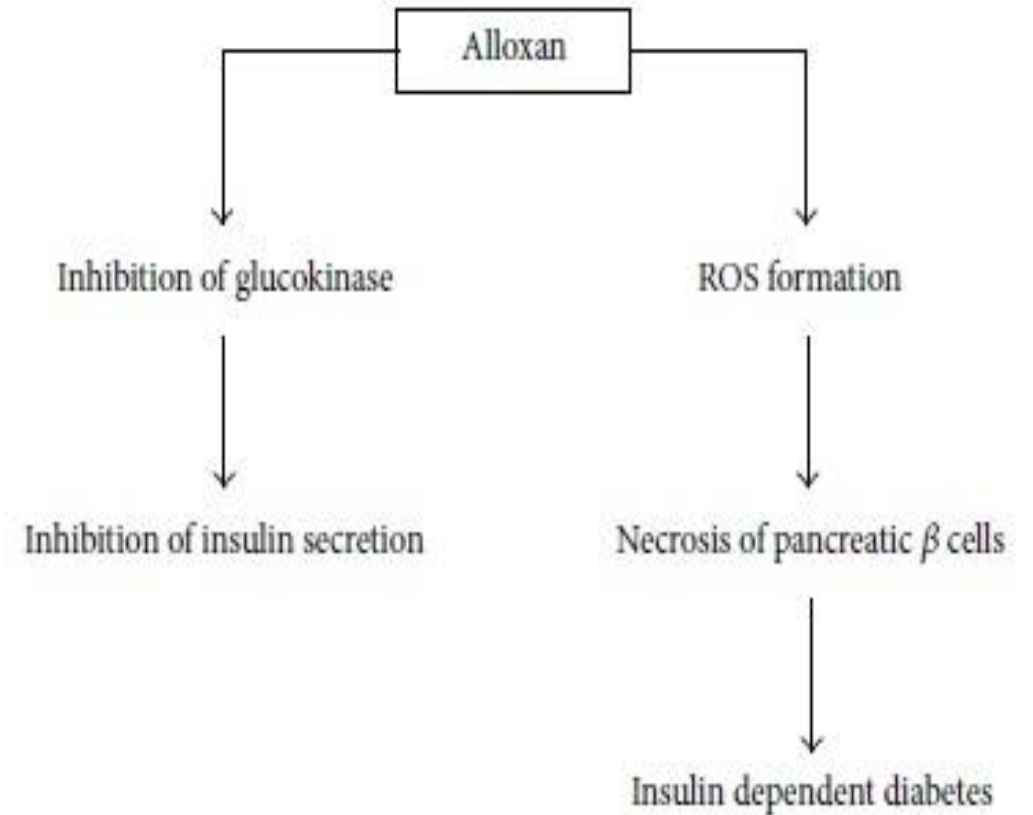 Alloxan
Inhibition of glucokinase
ROS formation
Inhibition of insulin secretion
Necrosis of pancreatic β cells
Insulin dependent diabetes